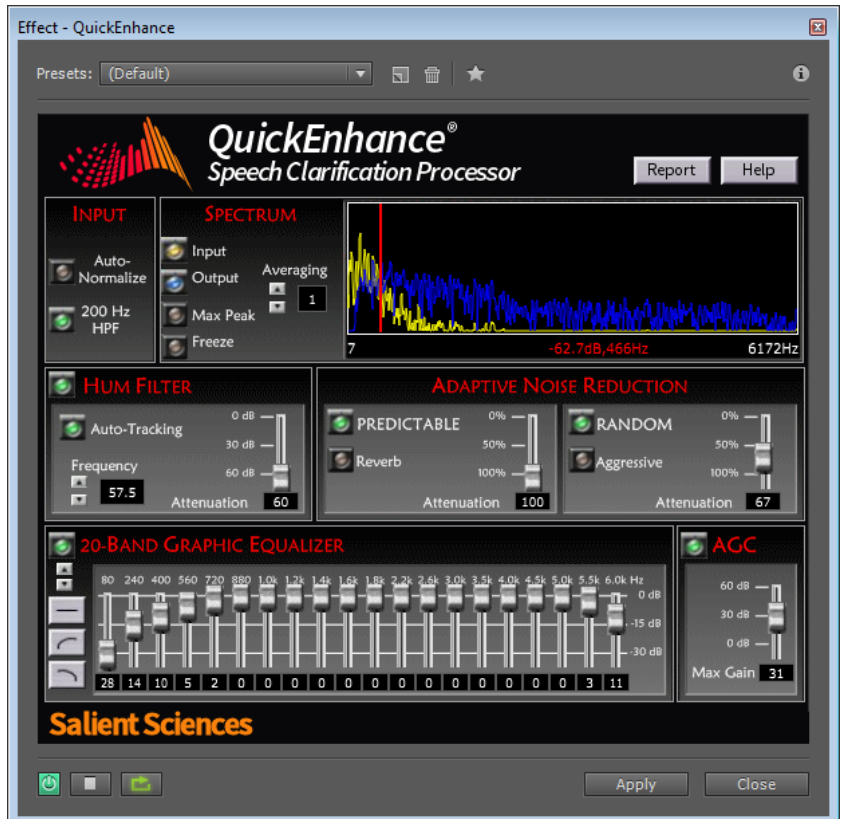 Effect - QuickEnhance
Presets: (Default)
QuickEnhance®
Speech Clarification Processor
Report Help
INPUT
Auto-
Normalize
200 Hz
HPF
SPECTRUM
Input
Output
Max Peak
Freeze
Averaging
1
7 -62.7dB,466Hz 6172Hz
HUM FILTER
Auto-Tracking
Frequency
57.5
0 dB
30 dB
60 dB
Attenuation 60
ADAPTIVE NOISE REDUCTION
PREDICTABLE
Reverb
0%
50%
100%
Attenuation 100
RANDOM
Aggressive
0%
50%
100%
Attenuation 67
20-BAND GRAPHIC EQUALIZER
80 240 400 560 720 880 1.0k 1.2k 1.4k 1.6k 1.8k 2.2k 2.6k 3.0k 3.5k 4.0k 4.5k 5.0k 5.5k 6.0k Hz
0 dB
-15 dB
-30 dB
28 14 10 5 2 0 0 0 0 0 0 0 0 0 0 0 0 0 3 11
AGC
60 dB
30 dB
0 dB
Max Gain 31
Salient Sciences
Apply Close